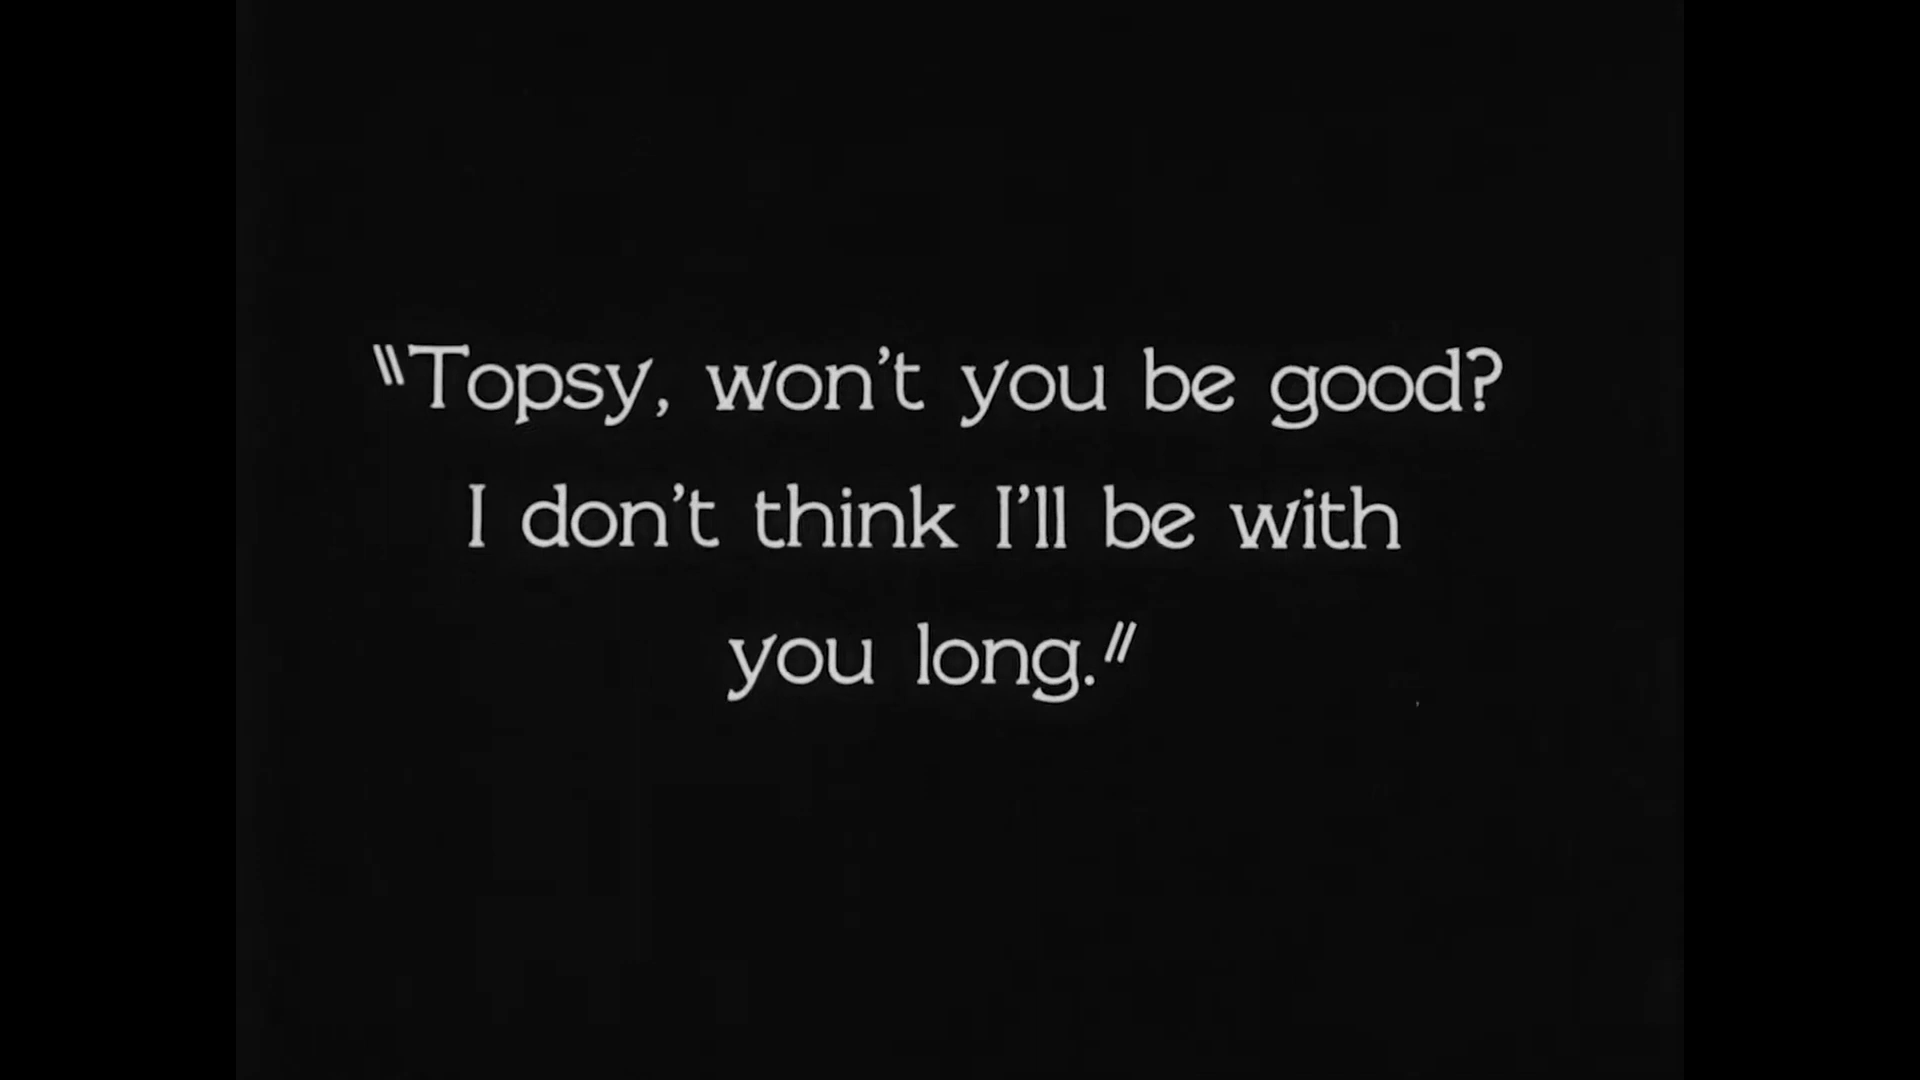 "Topsy, won't you be good?
I don't think I'll be with
you long."